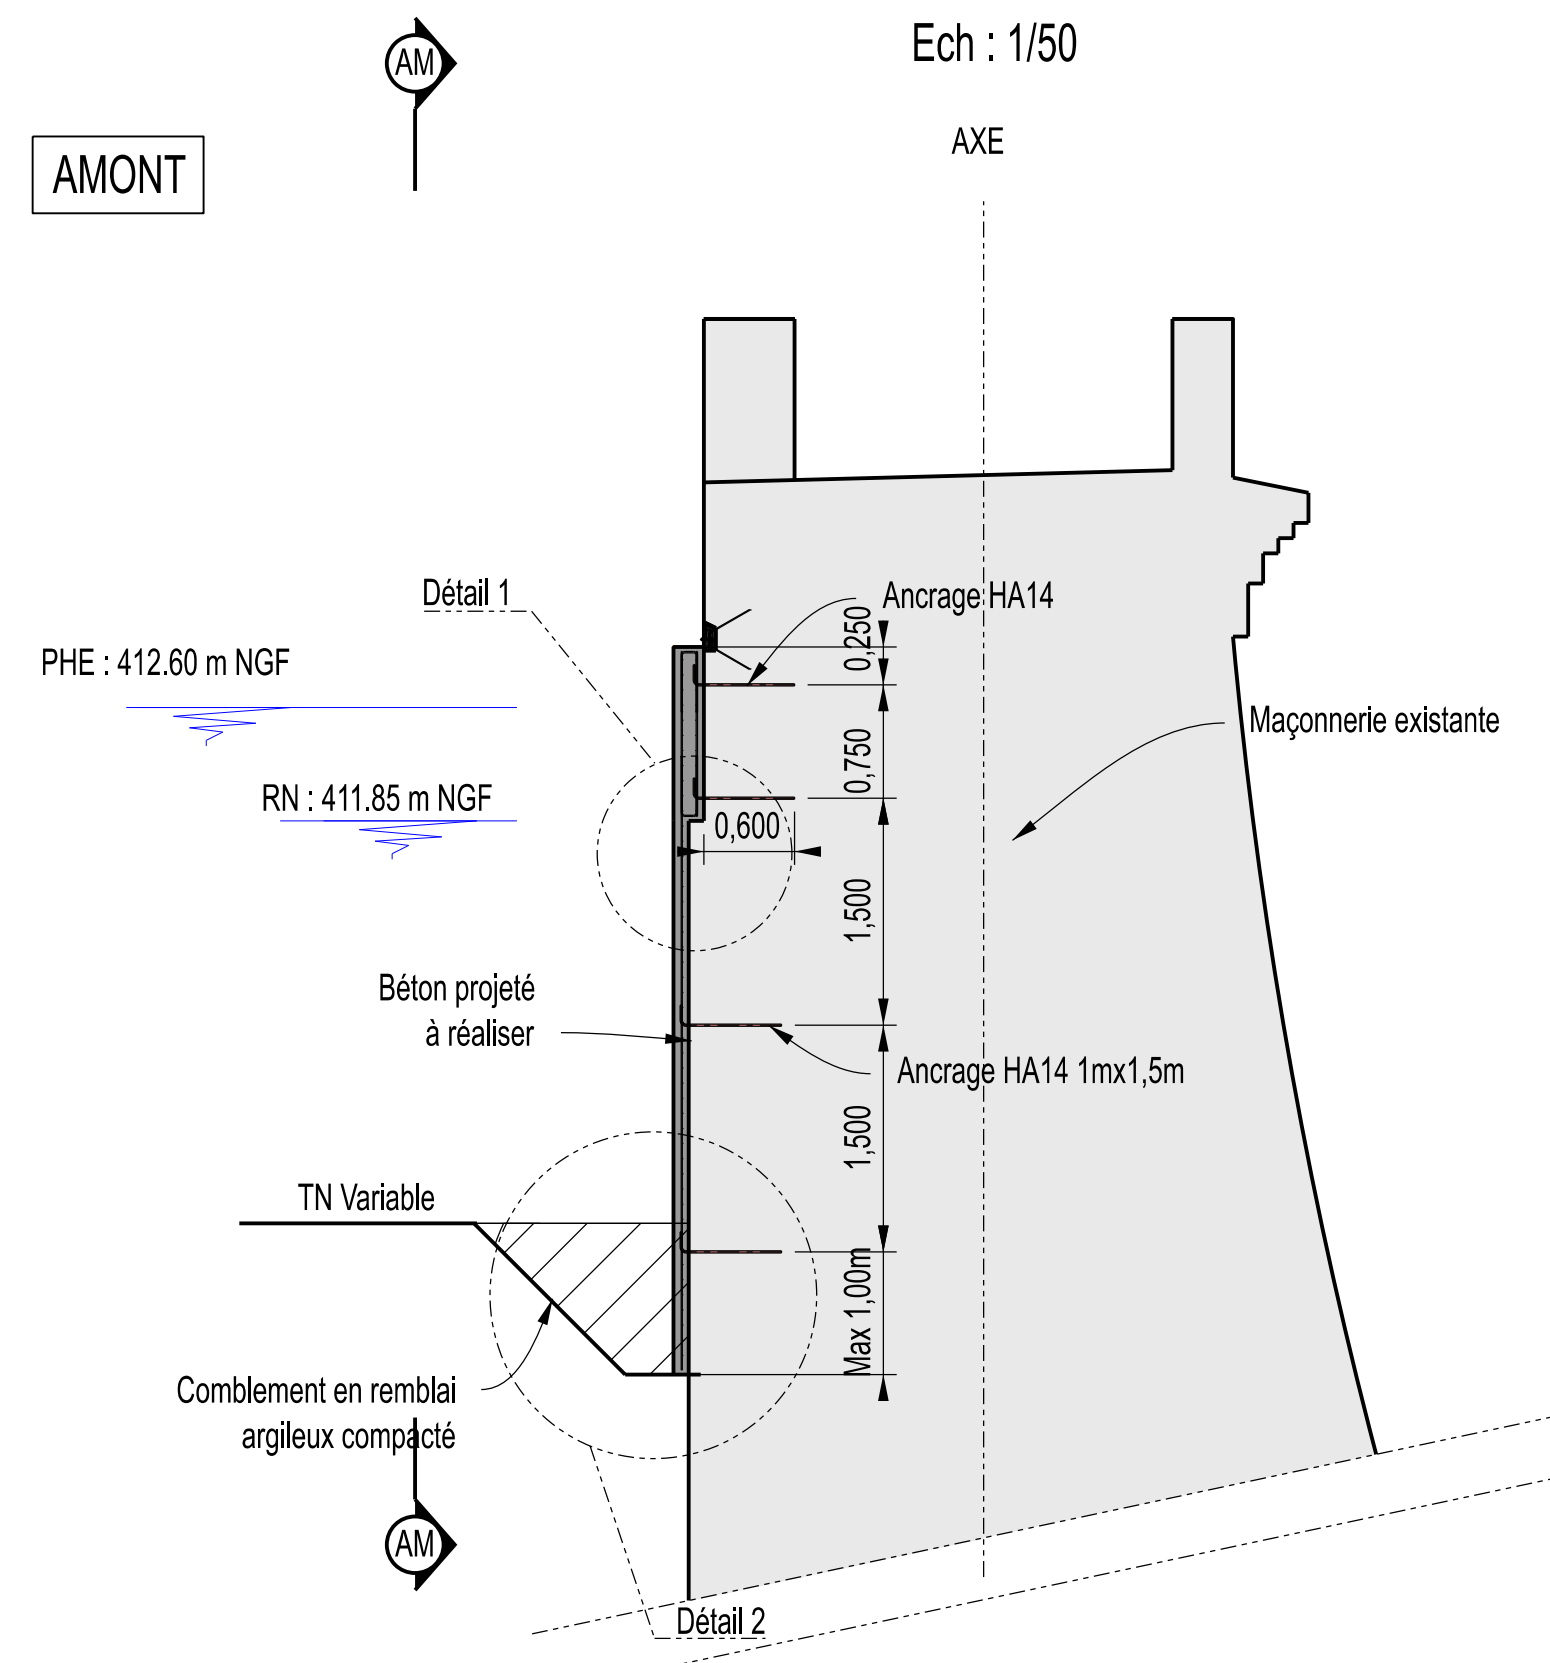 Ech : 1/50
AM
AXE
AMONT
Détail 1
Ancrage HA14
0,250
PHE : 412.60 m NGF
Maçonnerie existante
0,750
RN : 411.85 m NGF
0,600
1,500
Béton projeté
à réaliser
Ancrage HA14 1mx1,5m
1,500
TN Variable
Max 1,00m
Comblement en remblai
argileux compacté
AM
Détail 2